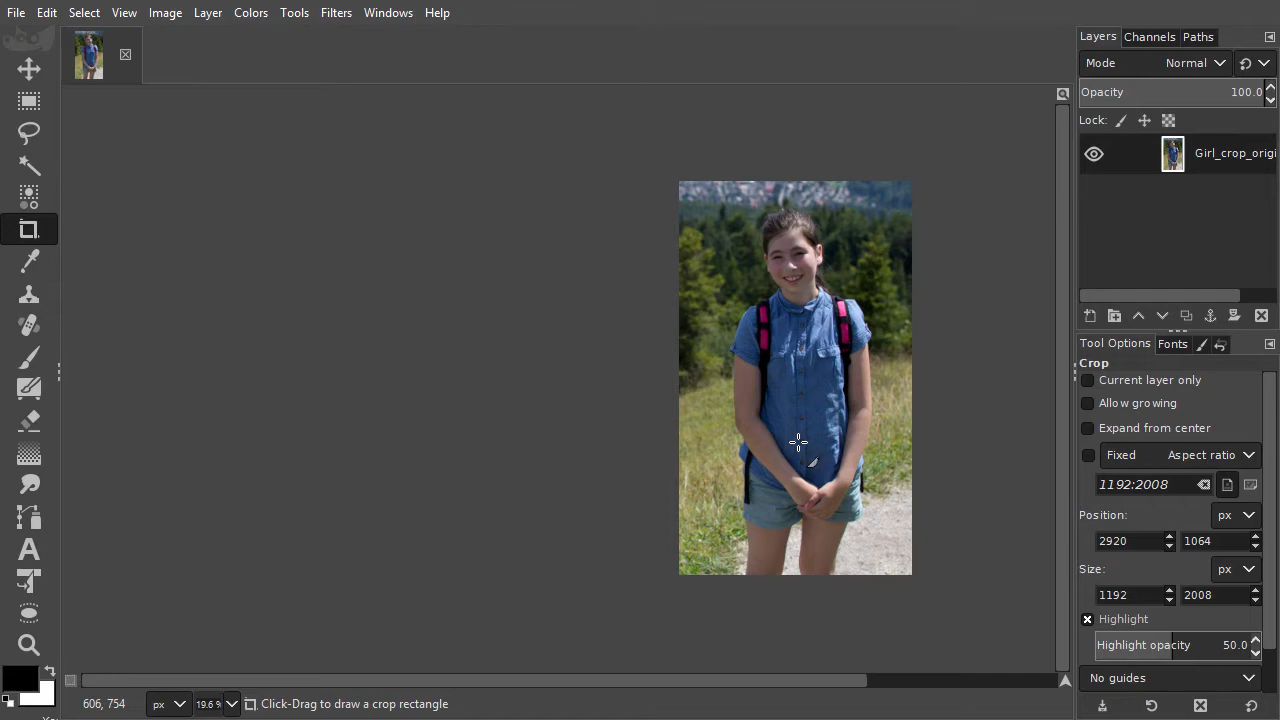 File Edit Select View Image Layer Colors Tools Filters Windows Help
Layers Channels Paths
Mode Normal
Opacity 100.0
Lock:
Girl_crop_origi
Tool Options Fonts
Crop
Current layer only
Allow growing
Expand from center
Fixed Aspect ratio
1192:2008
Position: px
2920 1064
Size: px
1192 2008
Highlight
Highlight opacity 50.0
No guides
606, 754 px 19.6 % Click-Drag to draw a crop rectangle